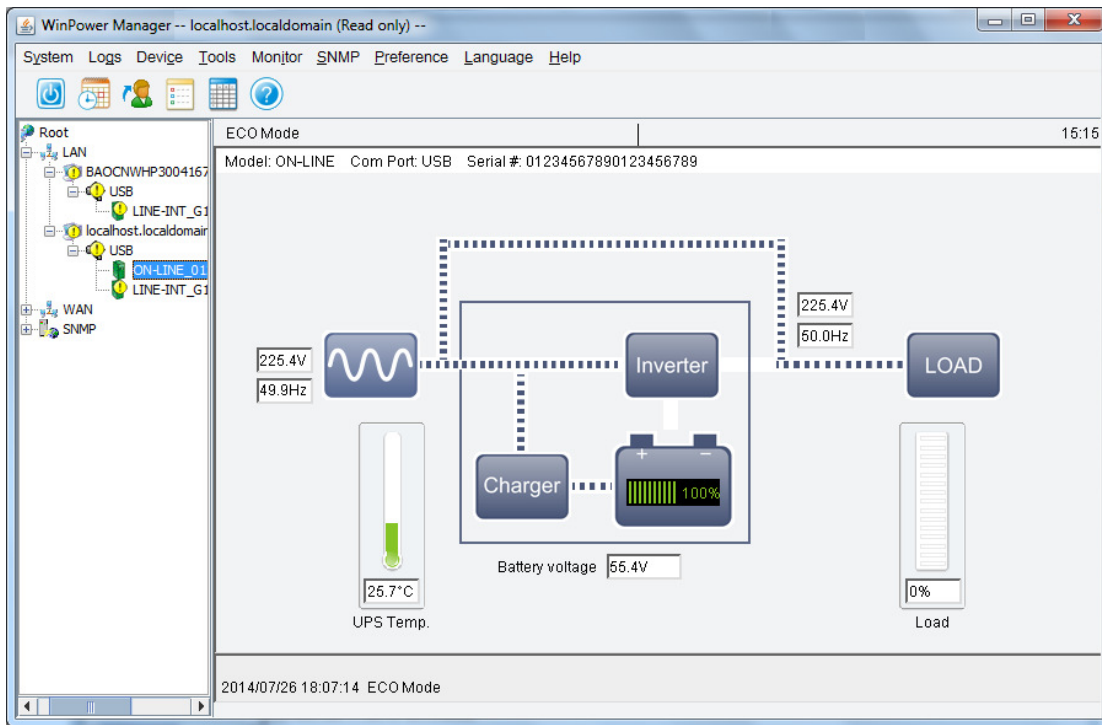 WinPower Manager -- localhost.localdomain (Read only) --
System Logs Device Tools Monitor SNMP Preference Language Help
Root
LAN
BAOCNWHP3004167
USB
LINE-INT_G1
localhost.localdomain
USB
ON-LINE_01
LINE-INT_G1
WAN
SNMP
ECO Mode 15:15
Model: ON-LINE Com Port: USB Serial #: 01234567890123456789
225.4V
49.9Hz
Inverter
225.4V
50.0Hz
LOAD
Charger
+ −
100%
Battery voltage 55.4V
25.7°C
UPS Temp.
0%
Load
2014/07/26 18:07:14 ECO Mode